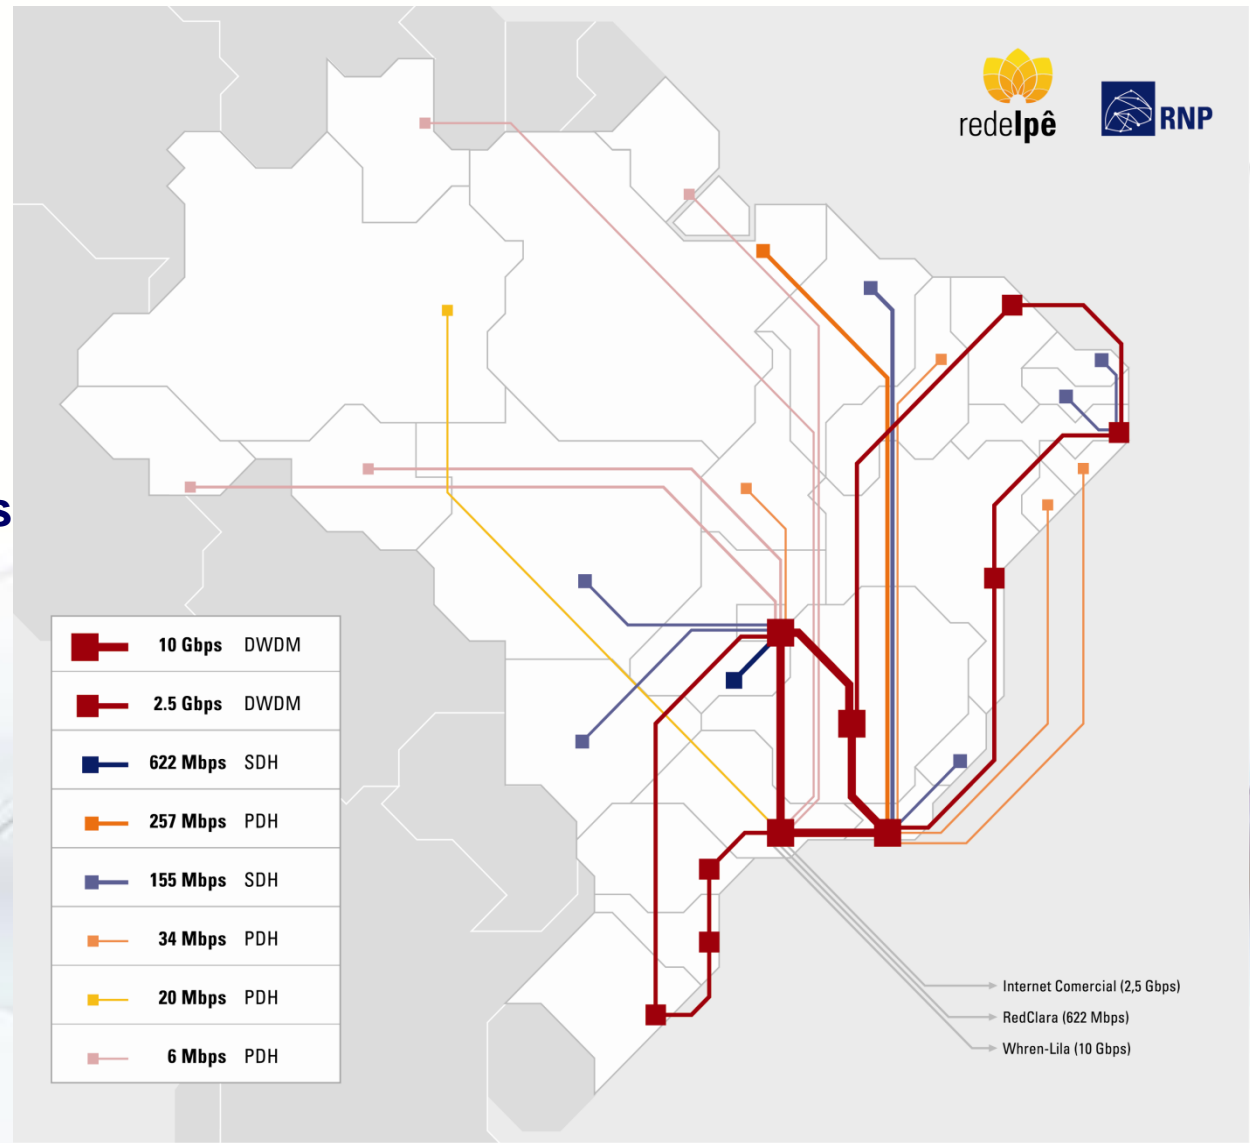 redeIpê
RNP
s
10 Gbps DWDM
2.5 Gbps DWDM
622 Mbps SDH
257 Mbps PDH
155 Mbps SDH
34 Mbps PDH
20 Mbps PDH
6 Mbps PDH
Internet Comercial (2,5 Gbps)
RedClara (622 Mbps)
Whren-Lila (10 Gbps)